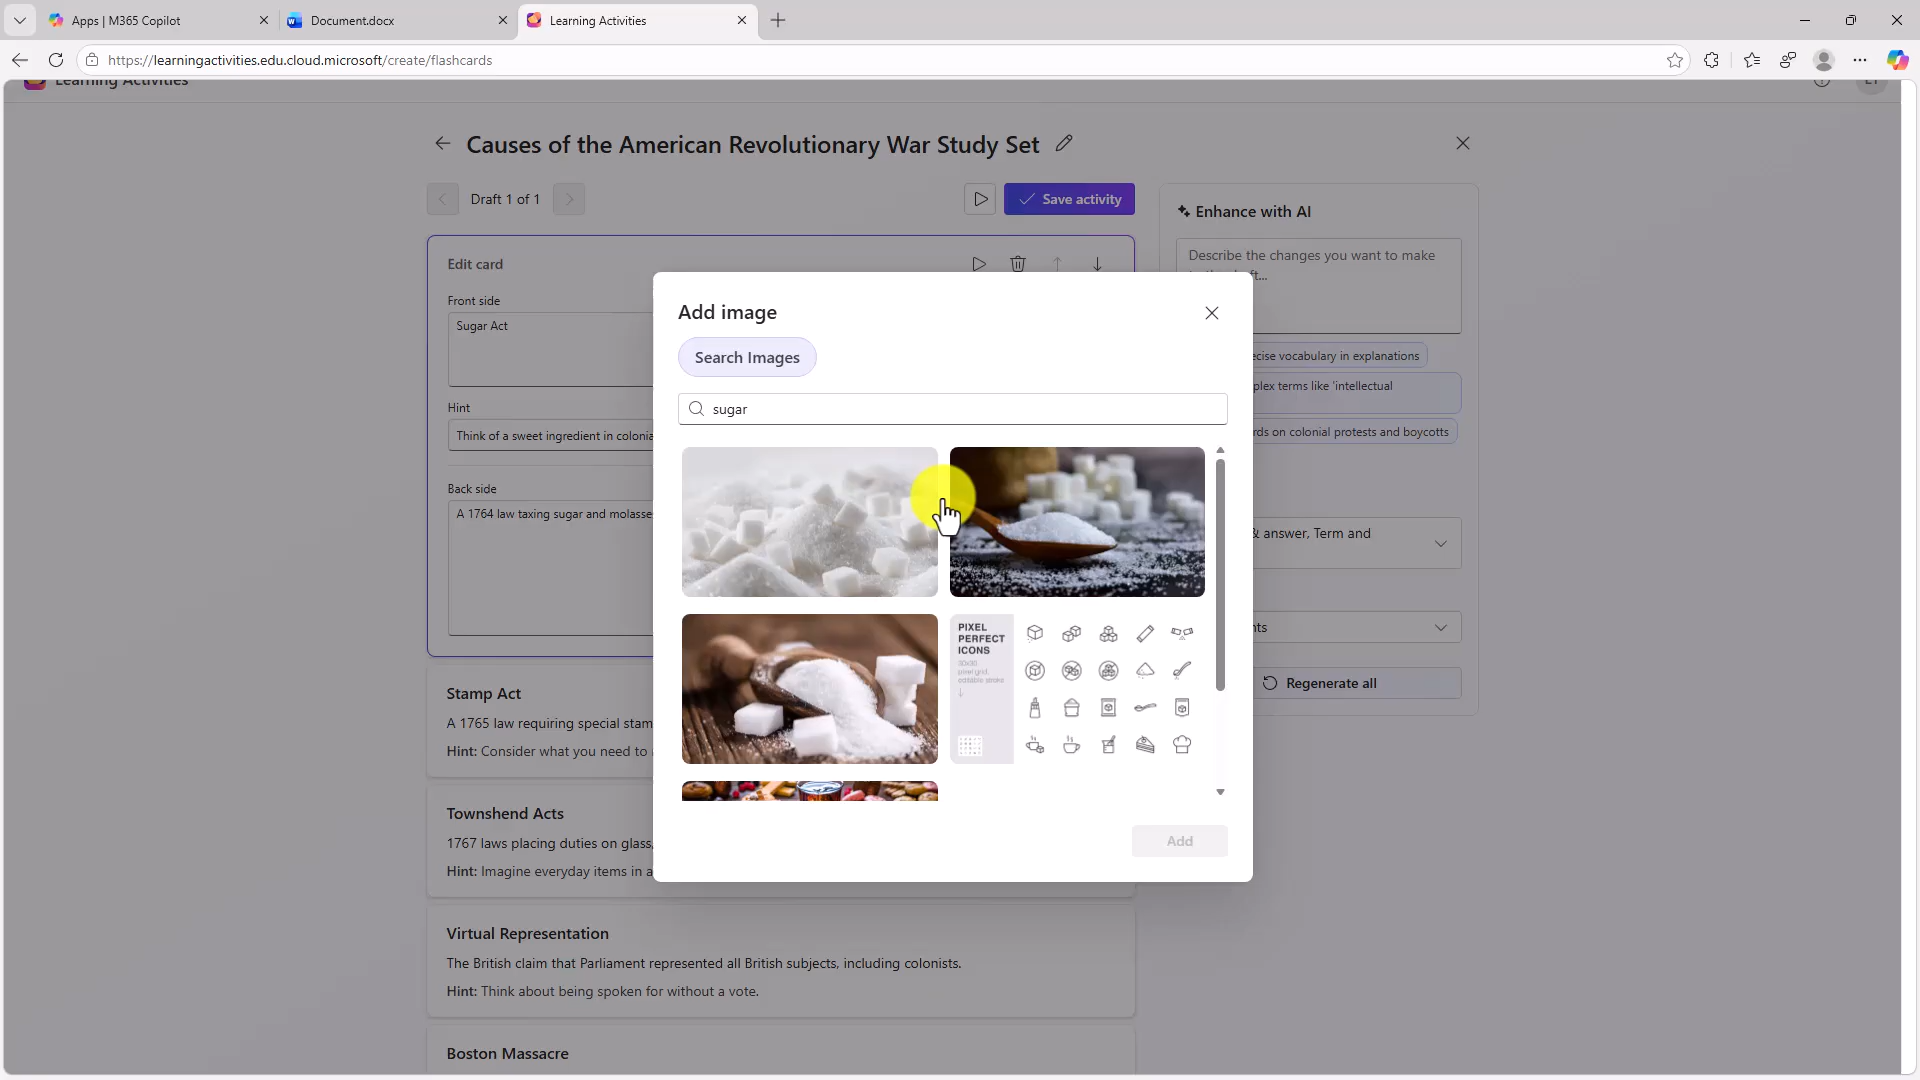 Apps | M365 Copilot
Document.docx
Learning Activities
https://learningactivities.edu.cloud.microsoft/create/flashcards
Learning Activities
Causes of the American Revolutionary War Study Set
Draft 1 of 1
Save activity
Enhance with AI
Describe the changes you want to make
Edit card
Front side
Sugar Act
Hint
Think of a sweet ingredient in colonia
Back side
A 1764 law taxing sugar and molasse
Add image
Search Images
sugar
PIXEL
PERFECT
ICONS
pixel grid,
editable stroke
Add
ecise vocabulary in explanations
plex terms like 'intellectual
rds on colonial protests and boycotts
& answer, Term and
nts
Regenerate all
Stamp Act
A 1765 law requiring special stam
Hint: Consider what you need to
Townshend Acts
1767 laws placing duties on glass,
Hint: Imagine everyday items in a
Virtual Representation
The British claim that Parliament represented all British subjects, including colonists.
Hint: Think about being spoken for without a vote.
Boston Massacre